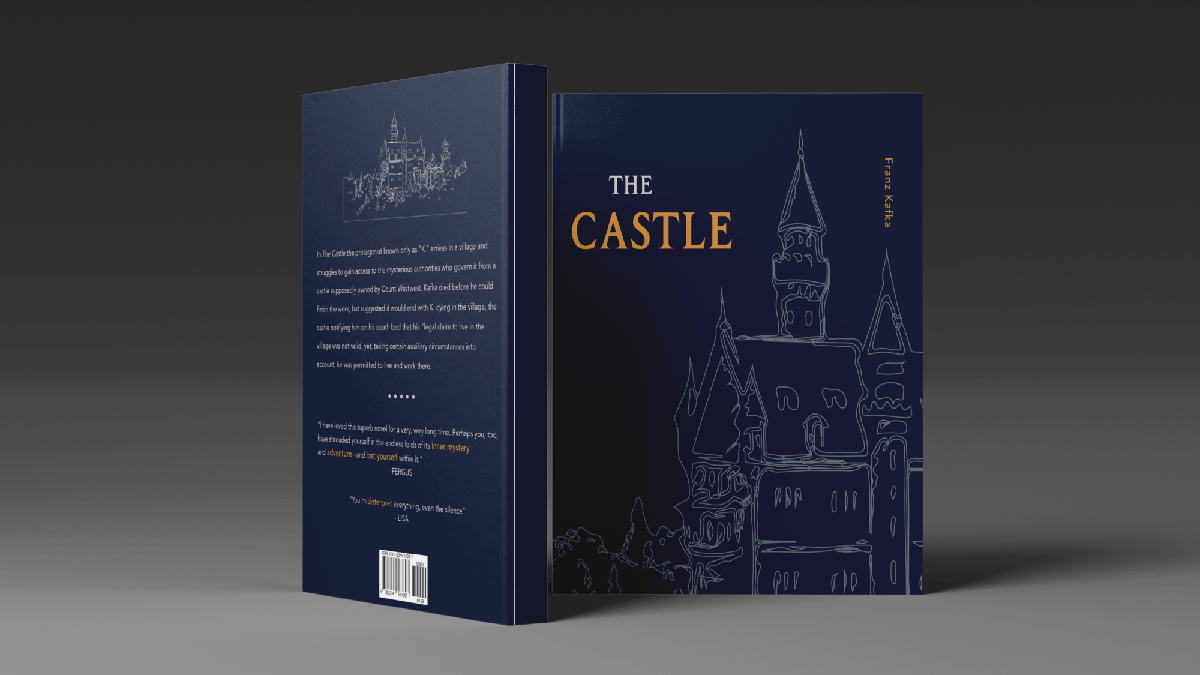 In The Castle the protagonist known only as "K." arrives in a village and
struggles to gain access to the mysterious authorities who govern it from a
castle supposedly owned by Count Westwest. Kafka died before he could
finish the work, but suggested it would end with K. dying in the village, the
castle notifying him on his death bed that his "legal claim to live in the
village was not valid, yet, taking certain auxiliary circumstances into
account, he was permitted to live and work there.
"I have loved this superb novel for a very, very long time. Perhaps you, too,
have shrouded yourself in the endless folds of its inner mystery
and adventure - and lost yourself within it."
- FERGUS
"You misinterpret everything, even the silence"
- LISA
THE
CASTLE
Franz Kafka